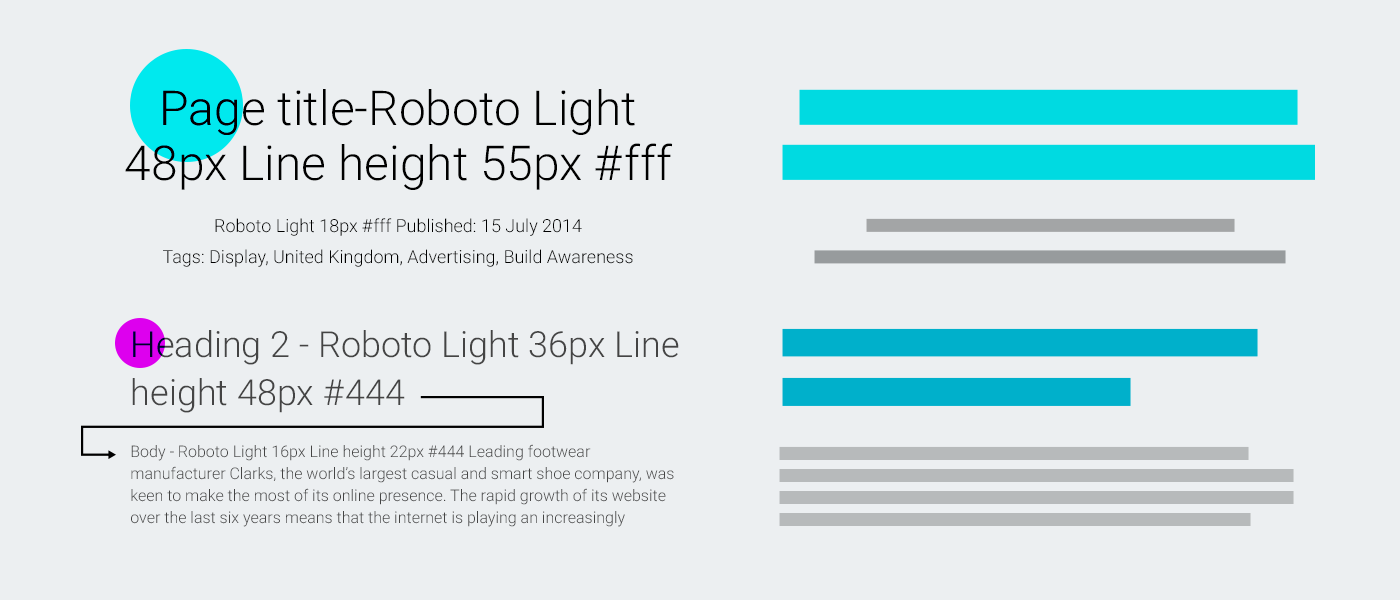 Page title-Roboto Light
48px Line height 55px #fff
Roboto Light 18px #fff Published: 15 July 2014
Tags: Display, United Kingdom, Advertising, Build Awareness
Heading 2 - Roboto Light 36px Line
height 48px #444
Body - Roboto Light 16px Line height 22px #444 Leading footwear
manufacturer Clarks, the world's largest casual and smart shoe company, was
keen to make the most of its online presence. The rapid growth of its website
over the last six years means that the internet is playing an increasingly